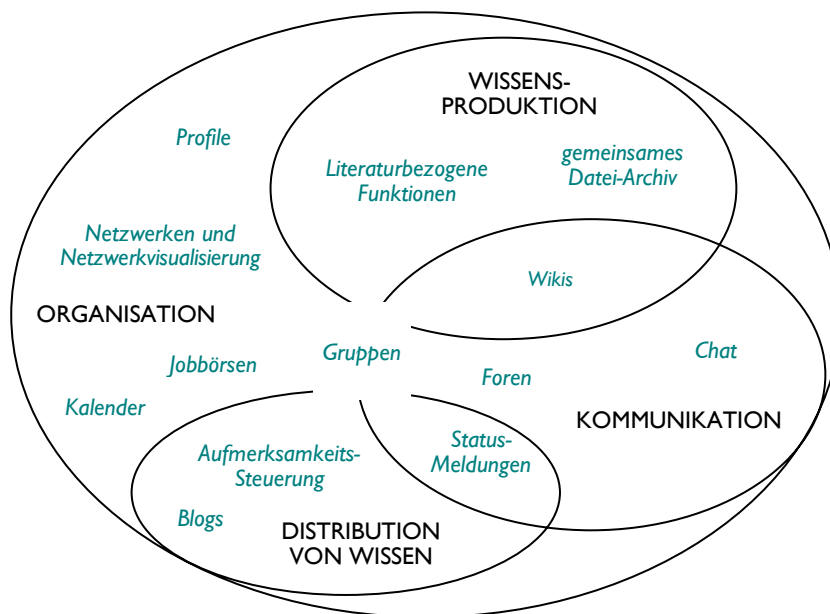 WISSENS-
PRODUKTION
Profile
Literaturbezogene
Funktionen
gemeinsames
Datei-Archiv
Netzwerken und
Netzwerkvisualisierung
Wikis
ORGANISATION
Jobbörsen
Gruppen
Foren
Chat
Kalender
KOMMUNIKATION
Aufmerksamkeits-
Steuerung
Status-
Meldungen
Blogs
DISTRIBUTION
VON WISSEN